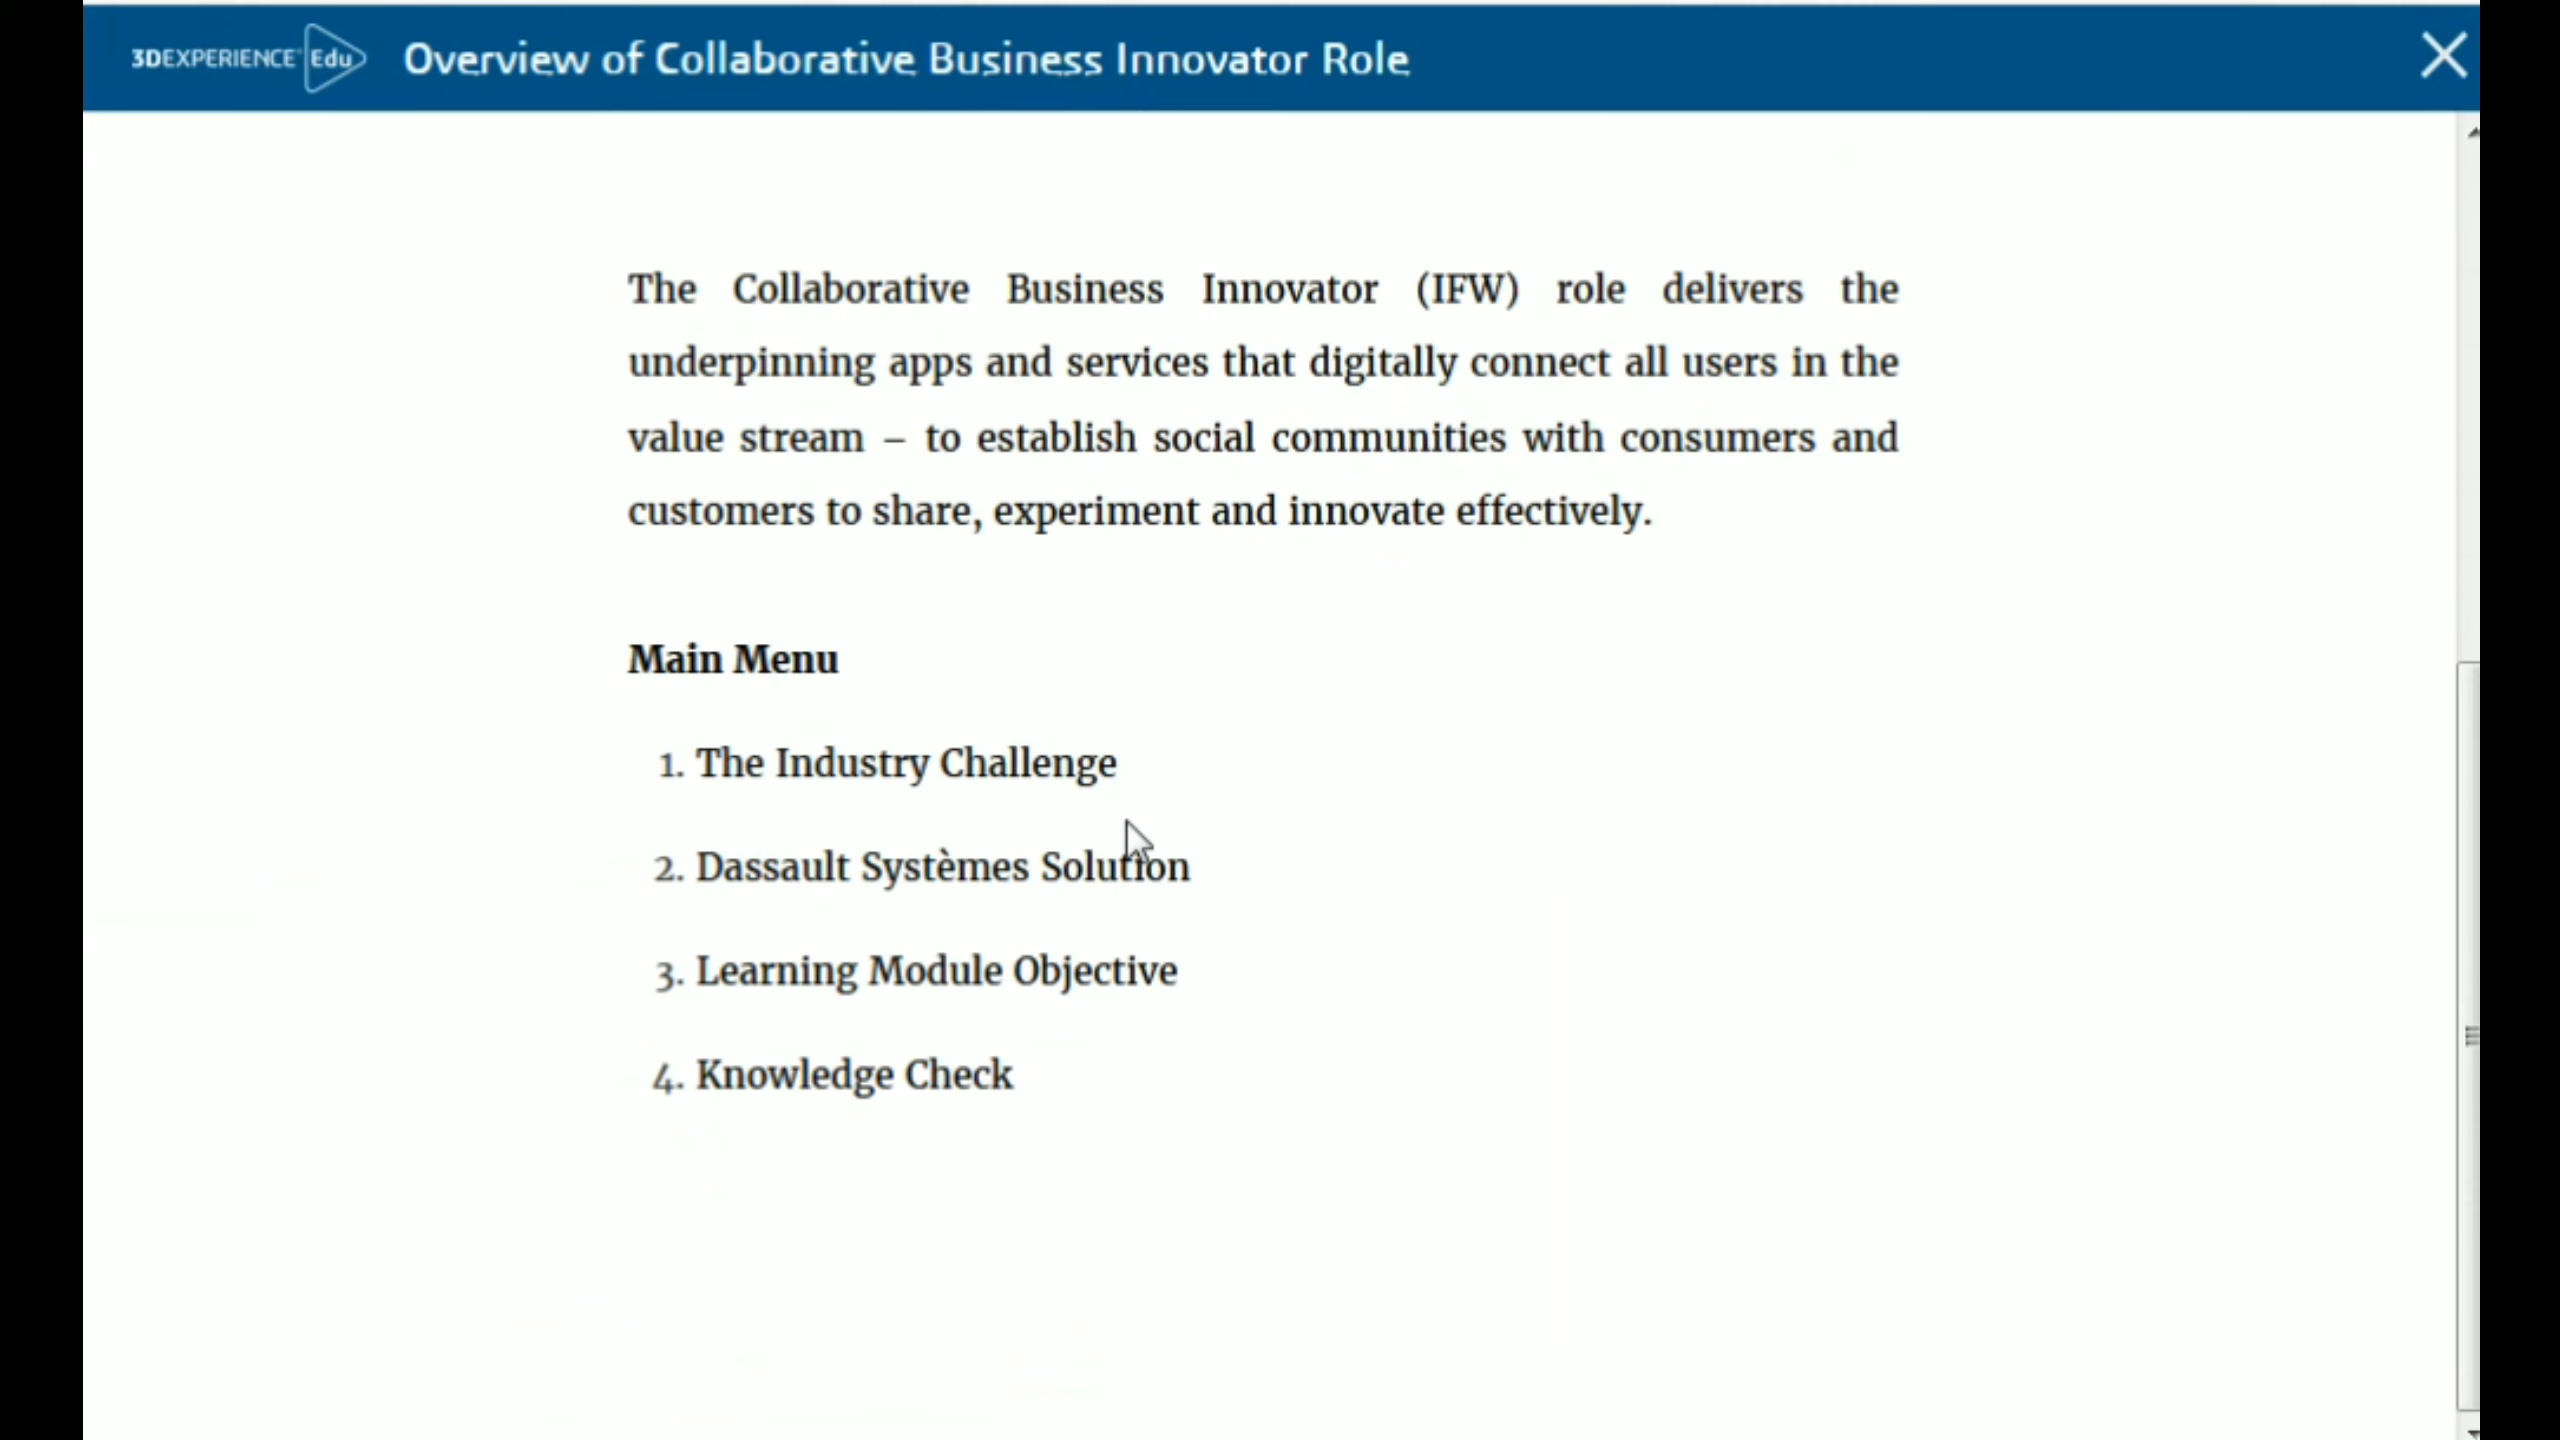 3DEXPERIENCE Edu Overview of Collaborative Business Innovator Role
The Collaborative Business Innovator (IFW) role delivers the
underpinning apps and services that digitally connect all users in the
value stream – to establish social communities with consumers and
customers to share, experiment and innovate effectively.
Main Menu
1. The Industry Challenge
2. Dassault Systèmes Solution
3. Learning Module Objective
4. Knowledge Check